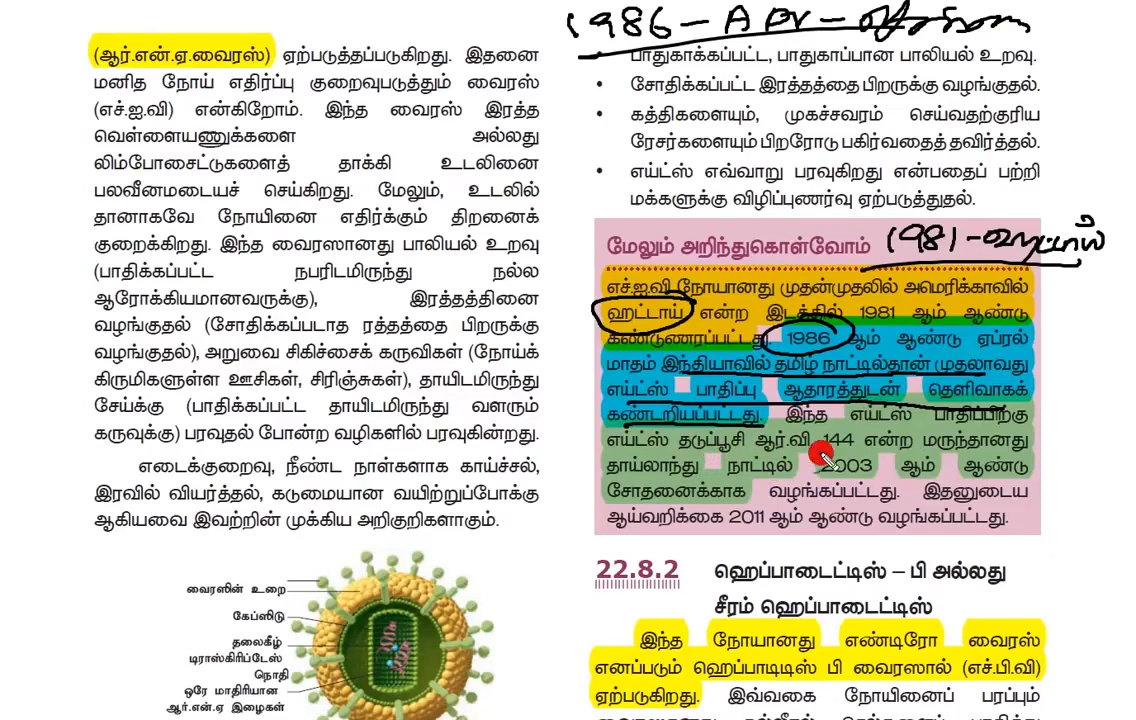 (ஆர்.என்.ஏ.வைரஸ்) ஏற்படுத்தப்படுகிறது. இதனை
மனித நோய் எதிர்ப்பு குறைவுபடுத்தும் வைரஸ்
(எச்.ஐ.வி) என்கிறோம். இந்த வைரஸ் இரத்த
வெள்ளையணுக்களை அல்லது
லிம்போசைட்டுகளைத் தாக்கி உடலினை
பலவீனமடையச் செய்கிறது. மேலும், உடலில்
தானாகவே நோயினை எதிர்க்கும் திறனைக்
குறைக்கிறது. இந்த வைரஸானது பாலியல் உறவு
(பாதிக்கப்பட்ட நபரிடமிருந்து நல்ல
ஆரோக்கியமானவருக்கு), இரத்தத்தினை
வழங்குதல் (சோதிக்கப்படாத ரத்தத்தை பிறருக்கு
வழங்குதல்), அறுவை சிகிச்சைக் கருவிகள் (நோய்க்
கிருமிகளுள்ள ஊசிகள், சிரிஞ்சுகள்), தாயிடமிருந்து
சேய்க்கு (பாதிக்கப்பட்ட தாயிடமிருந்து வளரும்
கருவுக்கு) பரவுதல் போன்ற வழிகளில் பரவுகின்றது.
எடைக்குறைவு, நீண்ட நாள்களாக காய்ச்சல்,
இரவில் வியர்த்தல், கடுமையான வயிற்றுப்போக்கு
ஆகியவை இவற்றின் முக்கிய அறிகுறிகளாகும்.
வைரஸின் உறை
கேப்ஸிடு
தலைகீழ்
டிராஸ்கிரிப்டேஸ்
நொதி
ஒரே மாதிரியான
ஆர்.என்.ஏ இழைகள்
1986 -
பாதுகாக்கப்பட்ட, பாதுகாப்பான பாலியல் உறவு.
• சோதிக்கப்பட்ட இரத்தத்தை பிறருக்கு வழங்குதல்.
• கத்திகளையும், முகச்சவரம் செய்வதற்குரிய
ரேசர்களையும் பிறரோடு பகிர்வதைத் தவிர்த்தல்.
• எய்ட்ஸ் எவ்வாறு பரவுகிறது என்பதைப் பற்றி
மக்களுக்கு விழிப்புணர்வு ஏற்படுத்துதல்.
மேலும் அறிந்துகொள்வோம் 1981 -
எச்.ஐ.வி நோயானது முதன்முதலில் அமெரிக்காவில்
ஹட்டாய் என்ற இடத்தில் 1981 ஆம் ஆண்டு
கண்டுணரப்பட்டது. 1986 ஆம் ஆண்டு ஏப்ரல்
மாதம் இந்தியாவில் தமிழ் நாட்டில்தான் முதலாவது
எய்ட்ஸ் பாதிப்பு ஆதாரத்துடன் தெளிவாகக்
கண்டறியப்பட்டது. இந்த எய்ட்ஸ் பாதிப்பிற்கு
எய்ட்ஸ் தடுப்பூசி ஆர்.வி. 144 என்ற மருந்தானது
தாய்லாந்து நாட்டில் 2003 ஆம் ஆண்டு
சோதனைக்காக வழங்கப்பட்டது. இதனுடைய
ஆய்வறிக்கை 2011 ஆம் ஆண்டு வழங்கப்பட்டது.
22.8.2 ஹெப்பாடைட்டிஸ் – பி அல்லது
சீரம் ஹெப்பாடைட்டிஸ்
இந்த நோயானது எண்டிரோ வைரஸ்
எனப்படும் ஹெப்பாடிடிஸ் பி வைரஸால் (எச்.பி.வி)
ஏற்படுகிறது. இவ்வகை நோயினைப் பரப்பும்